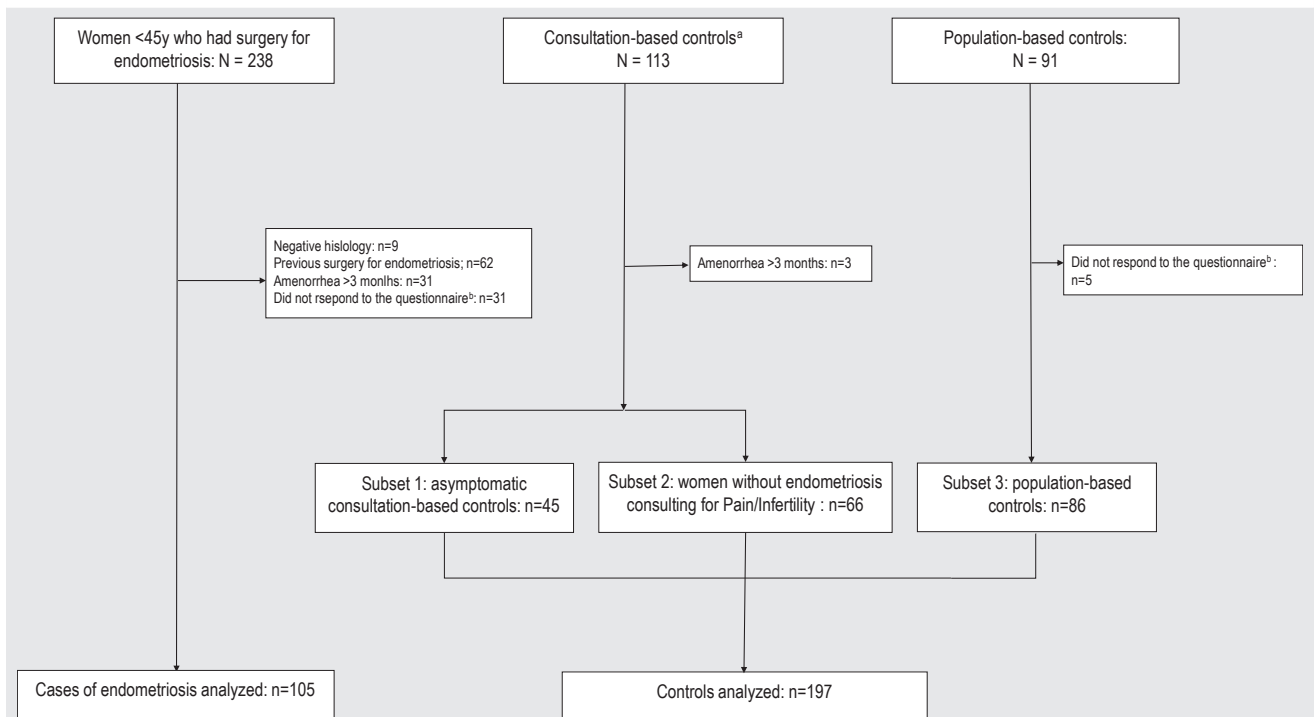 Women <45y who had surgery for
endometriosis: N = 238
Consultation-based controlsᵃ
N = 113
Population-based controls:
N = 91
Negative hislology: n=9
Previous surgery for endometriosis; n=62
Amenorrhea >3 monlhs: n=31
Did not rsepond to the questionnaireᵇ: n=31
Amenorrhea >3 months: n=3
Did not respond to the questionnaireᵇ :
n=5
Subset 1: asymptomatic
consultation-based controls: n=45
Subset 2: women without endometriosis
consulting for Pain/Infertility : n=66
Subset 3: population-based
controls: n=86
Cases of endometriosis analyzed: n=105
Controls analyzed: n=197